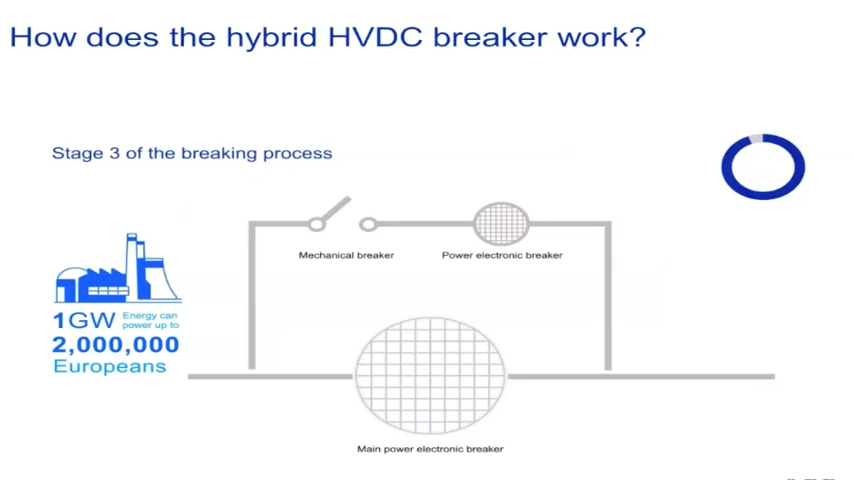 How does the hybrid HVDC breaker work?
Stage 3 of the breaking process
Mechanical breaker
Power electronic breaker
1GW Energy can power up to
2,000,000
Europeans
Main power electronic breaker